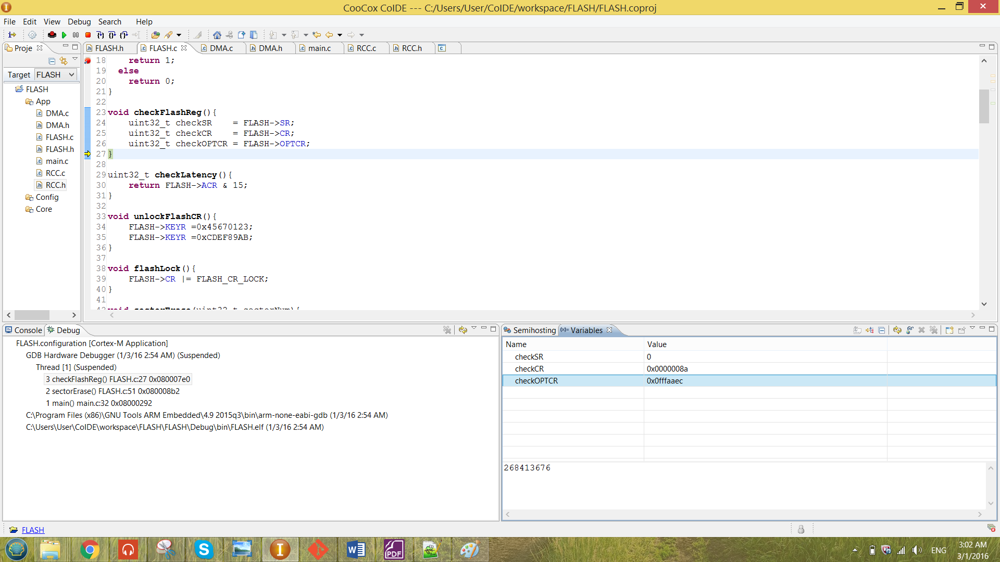 CooCox CoIDE --- C:/Users/User/CoIDE/workspace/FLASH/FLASH.coproj
File Edit View Debug Search Help
Proje
FLASH.h FLASH.c DMA.c DMA.h main.c RCC.c RCC.h
Target FLASH
FLASH
App
DMA.c
DMA.h
FLASH.c
FLASH.h
main.c
RCC.c
RCC.h
Config
Core
18 return 1;
19 else
20 return 0;
21 }
22
23 void checkFlashReg(){
24 uint32_t checkSR = FLASH->SR;
25 uint32_t checkCR = FLASH->CR;
26 uint32_t checkOPTCR = FLASH->OPTCR;
27 }
28
29 uint32_t checkLatency(){
30 return FLASH->ACR & 15;
31 }
32
33 void unlockFlashCR(){
34 FLASH->KEYR =0x45670123;
35 FLASH->KEYR =0xCDEF89AB;
36 }
37
38 void flashLock(){
39 FLASH->CR |= FLASH_CR_LOCK;
40 }
41
42 void sectorErase(uint32_t sectorNum){
Console Debug
FLASH.configuration [Cortex-M Application]
GDB Hardware Debugger (1/3/16 2:54 AM) (Suspended)
Thread [1] (Suspended)
3 checkFlashReg() FLASH.c:27 0x080007e0
2 sectorErase() FLASH.c:51 0x080008b2
1 main() main.c:32 0x08000292
C:\Program Files (x86)\GNU Tools ARM Embedded\4.9 2015q3\bin\arm-none-eabi-gdb (1/3/16 2:54 AM)
C:\Users\User\CoIDE\workspace\FLASH\FLASH\Debug\bin\FLASH.elf (1/3/16 2:54 AM)
Semihosting Variables
Name Value
checkSR 0
checkCR 0x0000008a
checkOPTCR 0x0fffaaec
268413676
FLASH
ENG
3:02 AM
3/1/2016